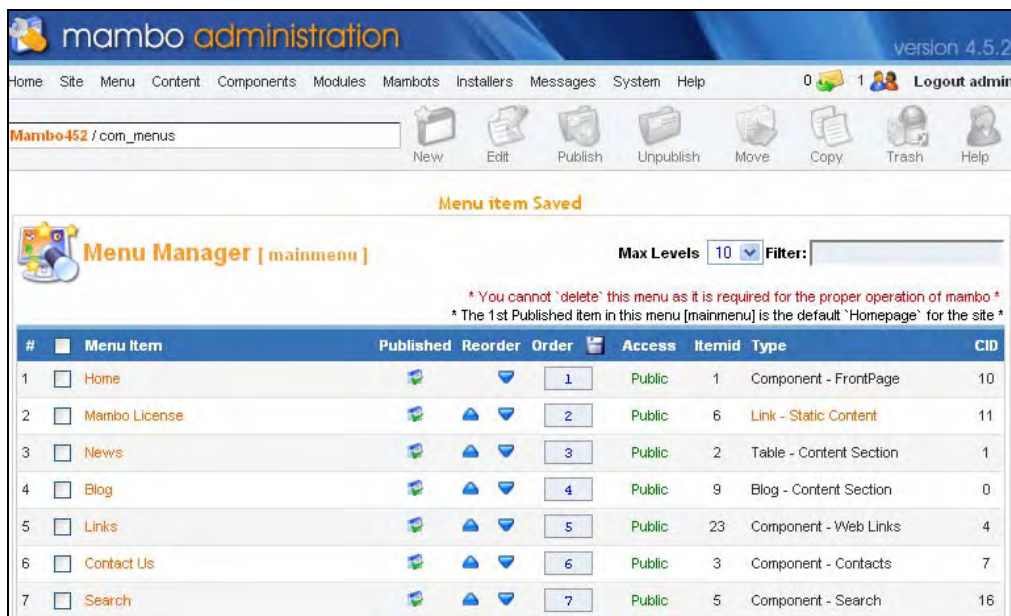 mambo administration
version 4.5.2
Home Site Menu Content Components Modules Mambots Installers Messages System Help 0 1 Logout admin
Mambo452 / com_menus
New Edit Publish Unpublish Move Copy Trash Help
Menu item Saved
Menu Manager [ mainmenu ] Max Levels 10 Filter:
* You cannot `delete` this menu as it is required for the proper operation of mambo *
* The 1st Published item in this menu [mainmenu] is the default `Homepage` for the site *
# Menu Item Published Reorder Order Access Itemid Type CID
1 Home 1 Public 1 Component - FrontPage 10
2 Mambo License 2 Public 6 Link - Static Content 11
3 News 3 Public 2 Table - Content Section 1
4 Blog 4 Public 9 Blog - Content Section 0
5 Links 5 Public 23 Component - Web Links 4
6 Contact Us 6 Public 3 Component - Contacts 7
7 Search 7 Public 5 Component - Search 16